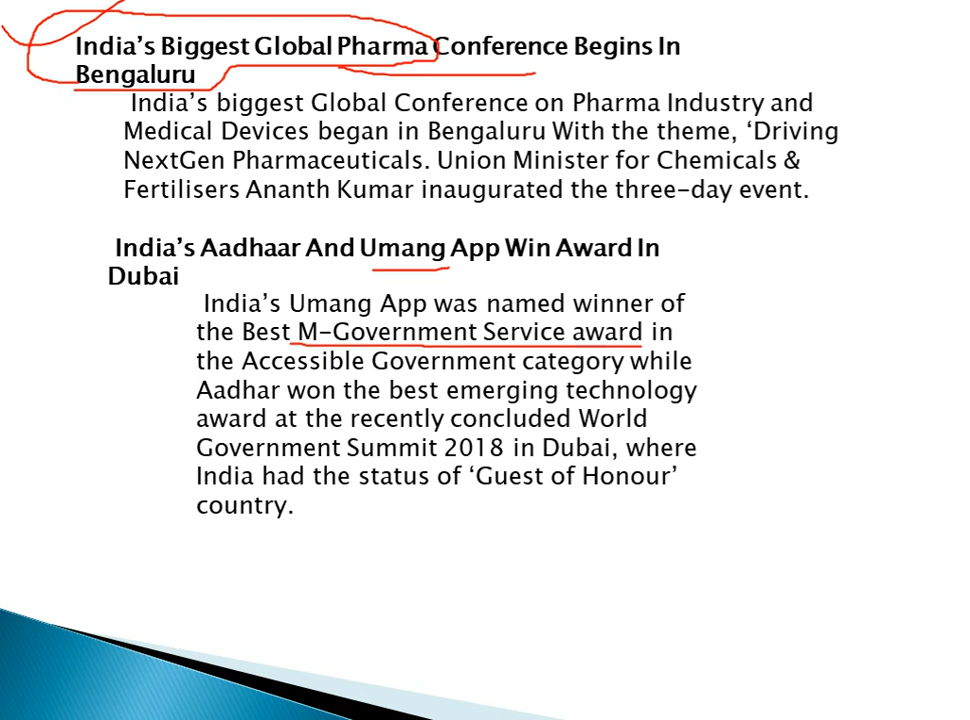 India's Biggest Global Pharma Conference Begins In
Bengaluru
India's biggest Global Conference on Pharma Industry and
Medical Devices began in Bengaluru With the theme, ‘Driving
NextGen Pharmaceuticals. Union Minister for Chemicals &
Fertilisers Ananth Kumar inaugurated the three-day event.
India's Aadhaar And Umang App Win Award In
Dubai
India's Umang App was named winner of
the Best M-Government Service award in
the Accessible Government category while
Aadhar won the best emerging technology
award at the recently concluded World
Government Summit 2018 in Dubai, where
India had the status of ‘Guest of Honour’
country.